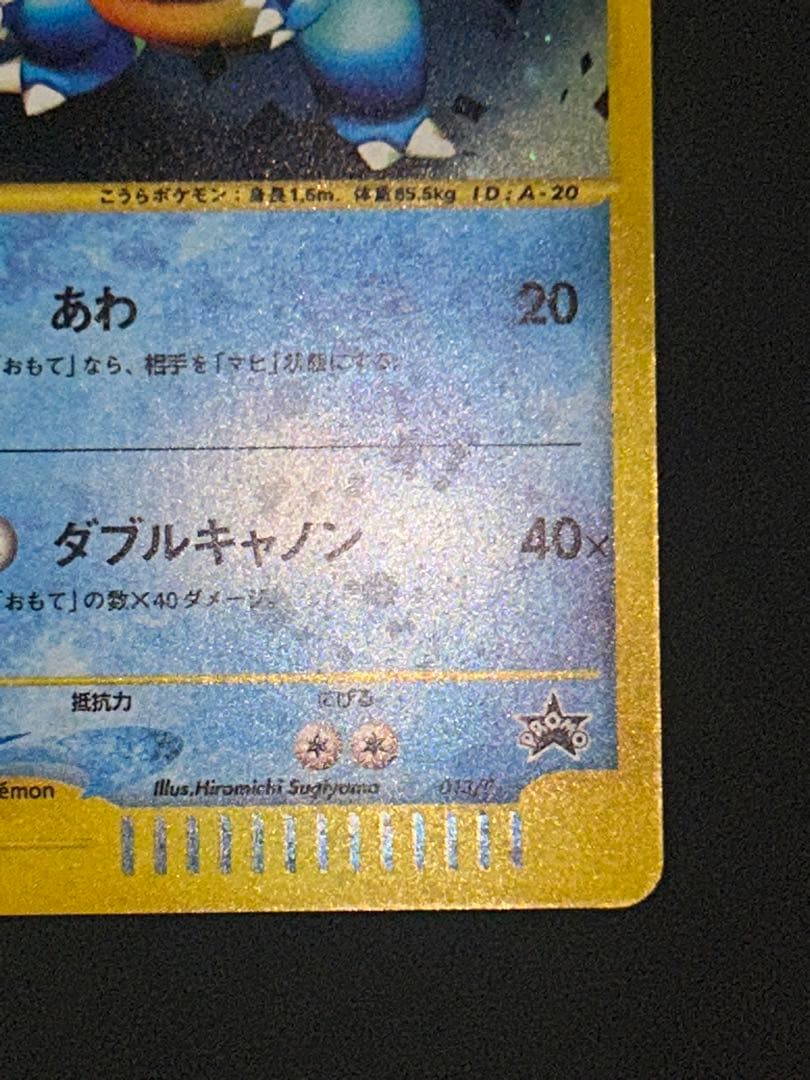 こうらポケモン：身長1.6m. 体重85.5kg ID:A-20
あわ 20
「おもて」なら、相手を「マヒ」状態にする。
ダブルキャノン 40×
「おもて」の数×40ダメージ。
抵抗力 にげる
PROMO
émon Illus.Hiromichi Sugiyama